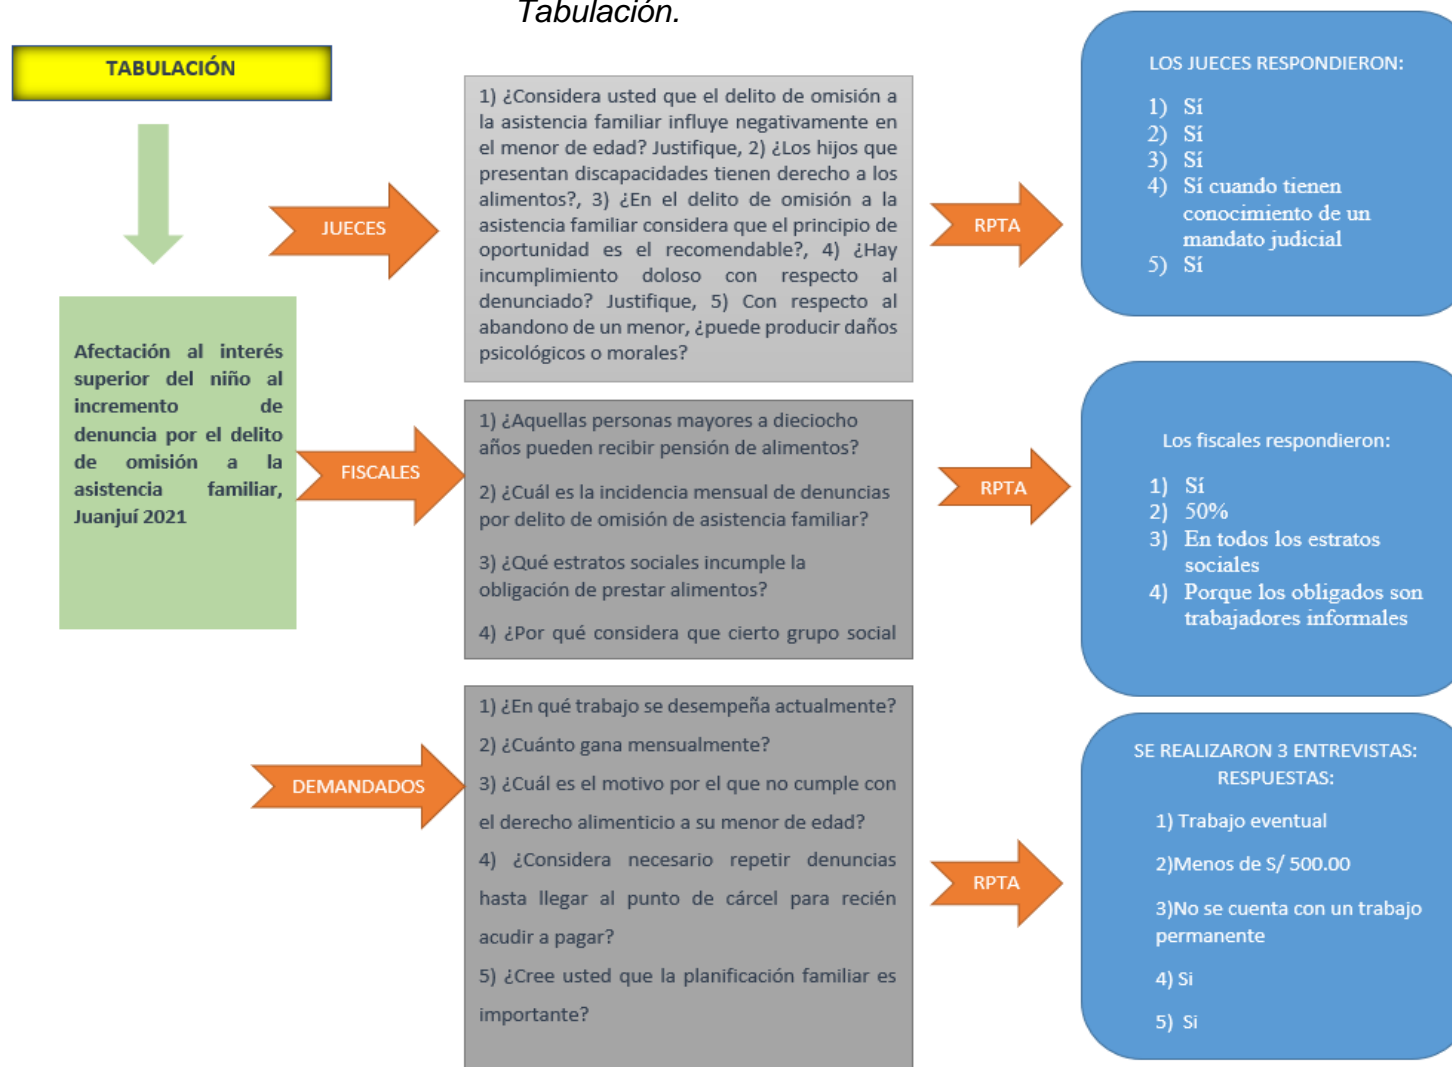 Tabulación.
TABULACIÓN
Afectación al interés
superior del niño al
incremento de
denuncia por el delito
de omisión a la
asistencia familiar,
Juanjuí 2021
JUECES
1) ¿Considera usted que el delito de omisión a
la asistencia familiar influye negativamente en
el menor de edad? Justifique, 2) ¿Los hijos que
presentan discapacidades tienen derecho a los
alimentos?, 3) ¿En el delito de omisión a la
asistencia familiar considera que el principio de
oportunidad es el recomendable?, 4) ¿Hay
incumplimiento doloso con respecto al
denunciado? Justifique, 5) Con respecto al
abandono de un menor, ¿puede producir daños
psicológicos o morales?
RPTA
LOS JUECES RESPONDIERON:
1) Sí
2) Sí
3) Sí
4) Sí cuando tienen
conocimiento de un
mandato judicial
5) Sí
FISCALES
1) ¿Aquellas personas mayores a dieciocho
años pueden recibir pensión de alimentos?
2) ¿Cuál es la incidencia mensual de denuncias
por delito de omisión de asistencia familiar?
3) ¿Qué estratos sociales incumple la
obligación de prestar alimentos?
4) ¿Por qué considera que cierto grupo social
RPTA
Los fiscales respondieron:
1) Sí
2) 50%
3) En todos los estratos
sociales
4) Porque los obligados son
trabajadores informales
DEMANDADOS
1) ¿En qué trabajo se desempeña actualmente?
2) ¿Cuánto gana mensualmente?
3) ¿Cuál es el motivo por el que no cumple con
el derecho alimenticio a su menor de edad?
4) ¿Considera necesario repetir denuncias
hasta llegar al punto de cárcel para recién
acudir a pagar?
5) ¿Cree usted que la planificación familiar es
importante?
RPTA
SE REALIZARON 3 ENTREVISTAS:
RESPUESTAS:
1) Trabajo eventual
2)Menos de S/ 500.00
3)No se cuenta con un trabajo
permanente
4) Si
5) Si